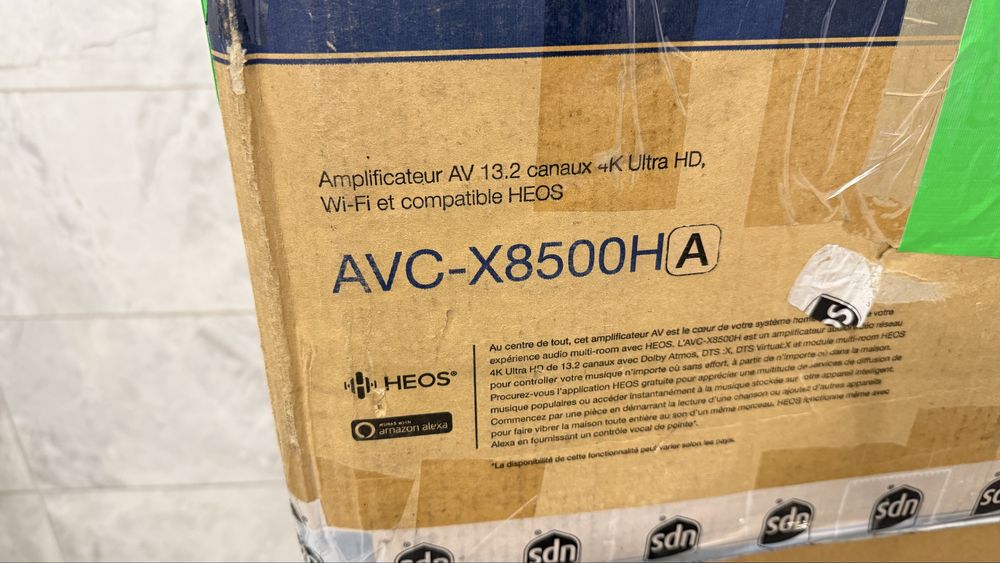 Amplificateur AV 13.2 canaux 4K Ultra HD,
Wi-Fi et compatible HEOS
AVC-X8500H A
HEOS®
WORKS WITH
amazon alexa
Au centre de tout, cet amplificateur AV est le cœur de votre système home votre
expérience audio multi-room avec HEOS. L'AVC-X8500H est un amplificateur audio vidéo réseau
4K Ultra HD de 13.2 canaux avec Dolby Atmos, DTS :X, DTS Virtual:X et module multi-room HEOS
pour controller votre musique n'importe où sans effort, à partir de n'importe où dans la maison.
Procurez-vous l'application HEOS gratuite pour apprécier une multitude de services de diffusion de
musique populaires ou accéder instantanément à la musique stockée sur votre appareil intelligent.
Commencez par une pièce en démarrant la lecture d'une chanson ou ajoutez d'autres appareils
pour faire vibrer la maison toute entière au son d'un même morceau. HEOS fonctionne même avec
Alexa en fournissant un contrôle vocal de pointe*.
*La disponibilité de cette fonctionnalité peut varier selon les pays.
sdn sdn sdn sdn sdn